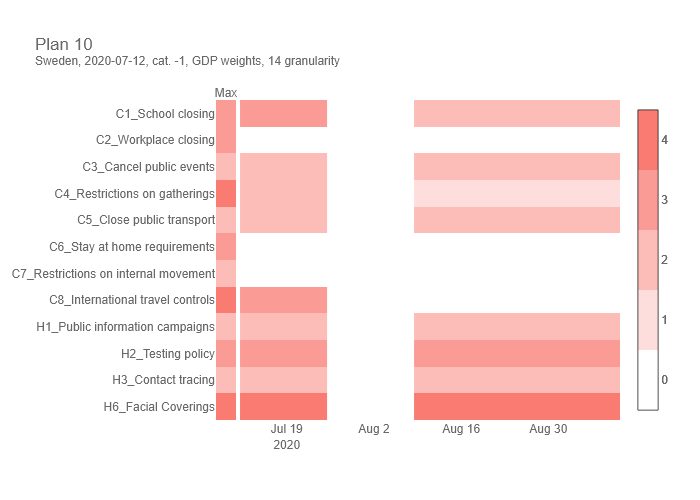 Plan 10
Sweden, 2020-07-12, cat. -1, GDP weights, 14 granularity
Max
C1_School closing
C2_Workplace closing
C3_Cancel public events
C4_Restrictions on gatherings
C5_Close public transport
C6_Stay at home requirements
C7_Restrictions on internal movement
C8_International travel controls
H1_Public information campaigns
H2_Testing policy
H3_Contact tracing
H6_Facial Coverings
Jul 19 Aug 2 Aug 16 Aug 30
2020
4
3
2
1
0